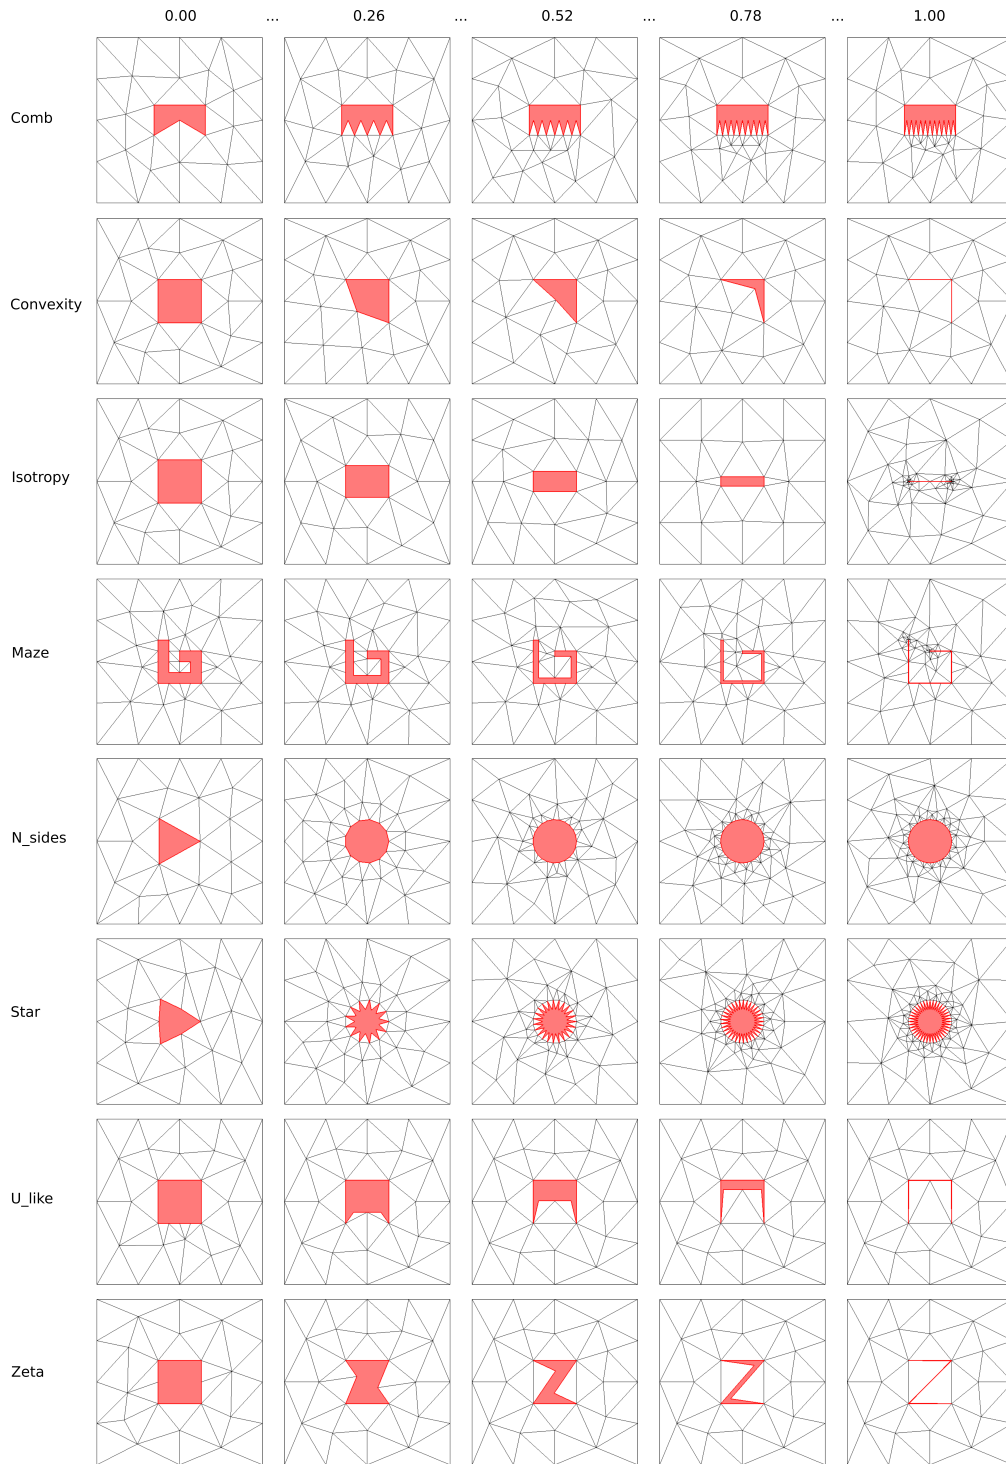 0.00 ... 0.26 ... 0.52 ... 0.78 ... 1.00
Comb
Convexity
Isotropy
Maze
N_sides
Star
U_like
Zeta